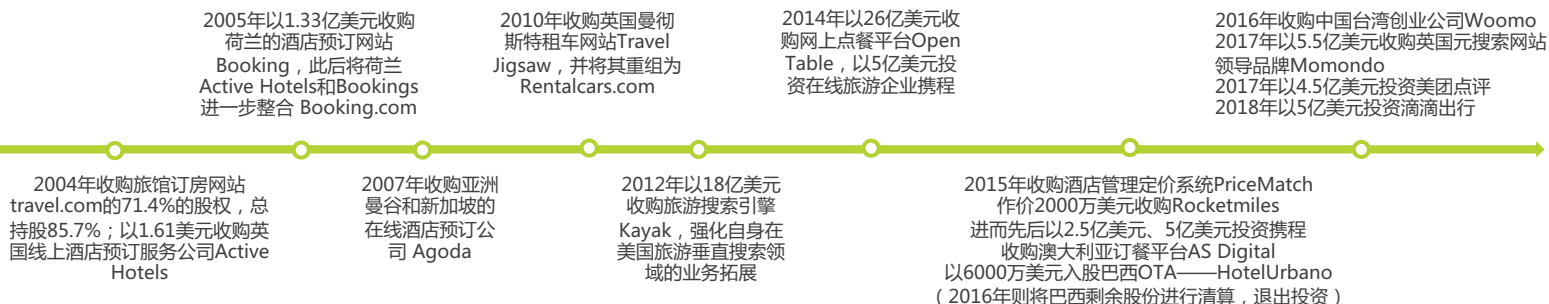 2005年以1.33亿美元收购
荷兰的酒店预订网站
Booking，此后将荷兰
Active Hotels和Bookings
进一步整合 Booking.com
2010年收购英国曼彻
斯特租车网站Travel
Jigsaw，并将其重组为
Rentalcars.com
2014年以26亿美元收
购网上点餐平台Open
Table，以5亿美元投
资在线旅游企业携程
2016年收购中国台湾创业公司Woomo
2017年以5.5亿美元收购英国元搜索网站
领导品牌Momondo
2017年以4.5亿美元投资美团点评
2018年以5亿美元投资滴滴出行
2004年收购旅馆订房网站
travel.com的71.4%的股权，总
持股85.7%；以1.61美元收购英
国线上酒店预订服务公司Active
Hotels
2007年收购亚洲
曼谷和新加坡的
在线酒店预订公
司 Agoda
2012年以18亿美元
收购旅游搜索引擎
Kayak，强化自身在
美国旅游垂直搜索领
域的业务拓展
2015年收购酒店管理定价系统PriceMatch
作价2000万美元收购Rocketmiles
进而先后以2.5亿美元、5亿美元投资携程
收购澳大利亚订餐平台AS Digital
以6000万美元入股巴西OTA——HotelUrbano
（2016年则将巴西剩余股份进行清算，退出投资）